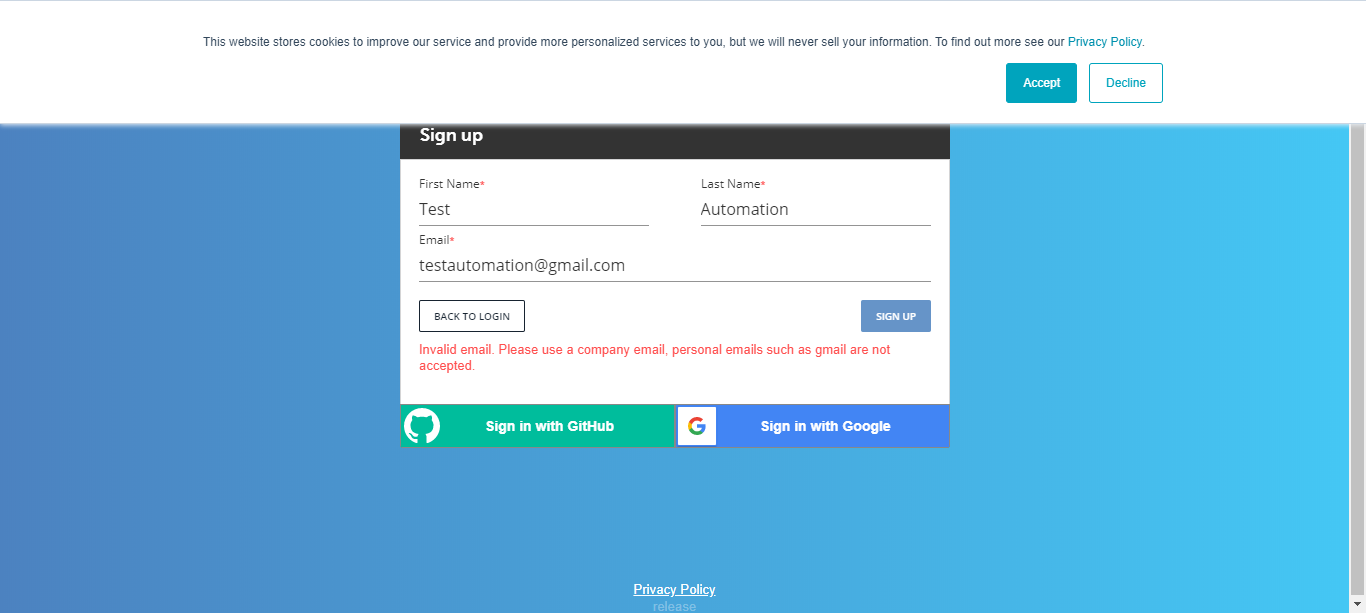 This website stores cookies to improve our service and provide more personalized services to you, but we will never sell your information. To find out more see our Privacy Policy.
Accept
Decline
Sign up
First Name*
Last Name*
Test
Automation
Email*
testautomation@gmail.com
BACK TO LOGIN
SIGN UP
Invalid email. Please use a company email, personal emails such as gmail are not
accepted.
Sign in with GitHub
Sign in with Google
Privacy Policy
release